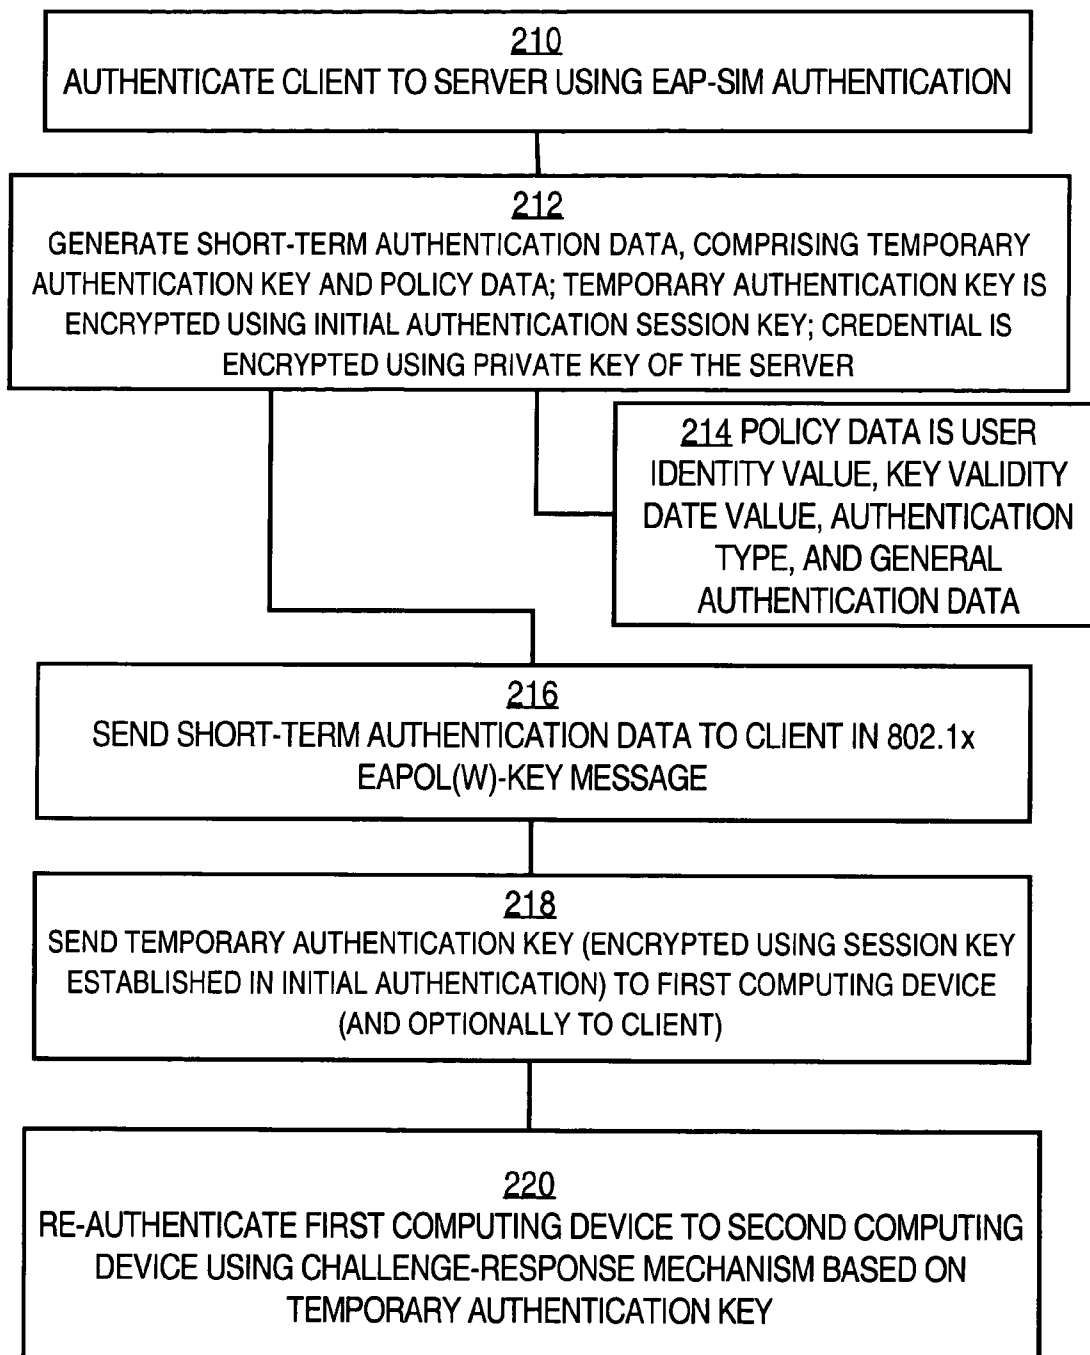 210
AUTHENTICATE CLIENT TO SERVER USING EAP-SIM AUTHENTICATION
212
GENERATE SHORT-TERM AUTHENTICATION DATA, COMPRISING TEMPORARY
AUTHENTICATION KEY AND POLICY DATA; TEMPORARY AUTHENTICATION KEY IS
ENCRYPTED USING INITIAL AUTHENTICATION SESSION KEY; CREDENTIAL IS
ENCRYPTED USING PRIVATE KEY OF THE SERVER
214 POLICY DATA IS USER
IDENTITY VALUE, KEY VALIDITY
DATE VALUE, AUTHENTICATION
TYPE, AND GENERAL
AUTHENTICATION DATA
216
SEND SHORT-TERM AUTHENTICATION DATA TO CLIENT IN 802.1x
EAPOL(W)-KEY MESSAGE
218
SEND TEMPORARY AUTHENTICATION KEY (ENCRYPTED USING SESSION KEY
ESTABLISHED IN INITIAL AUTHENTICATION) TO FIRST COMPUTING DEVICE
(AND OPTIONALLY TO CLIENT)
220
RE-AUTHENTICATE FIRST COMPUTING DEVICE TO SECOND COMPUTING
DEVICE USING CHALLENGE-RESPONSE MECHANISM BASED ON
TEMPORARY AUTHENTICATION KEY